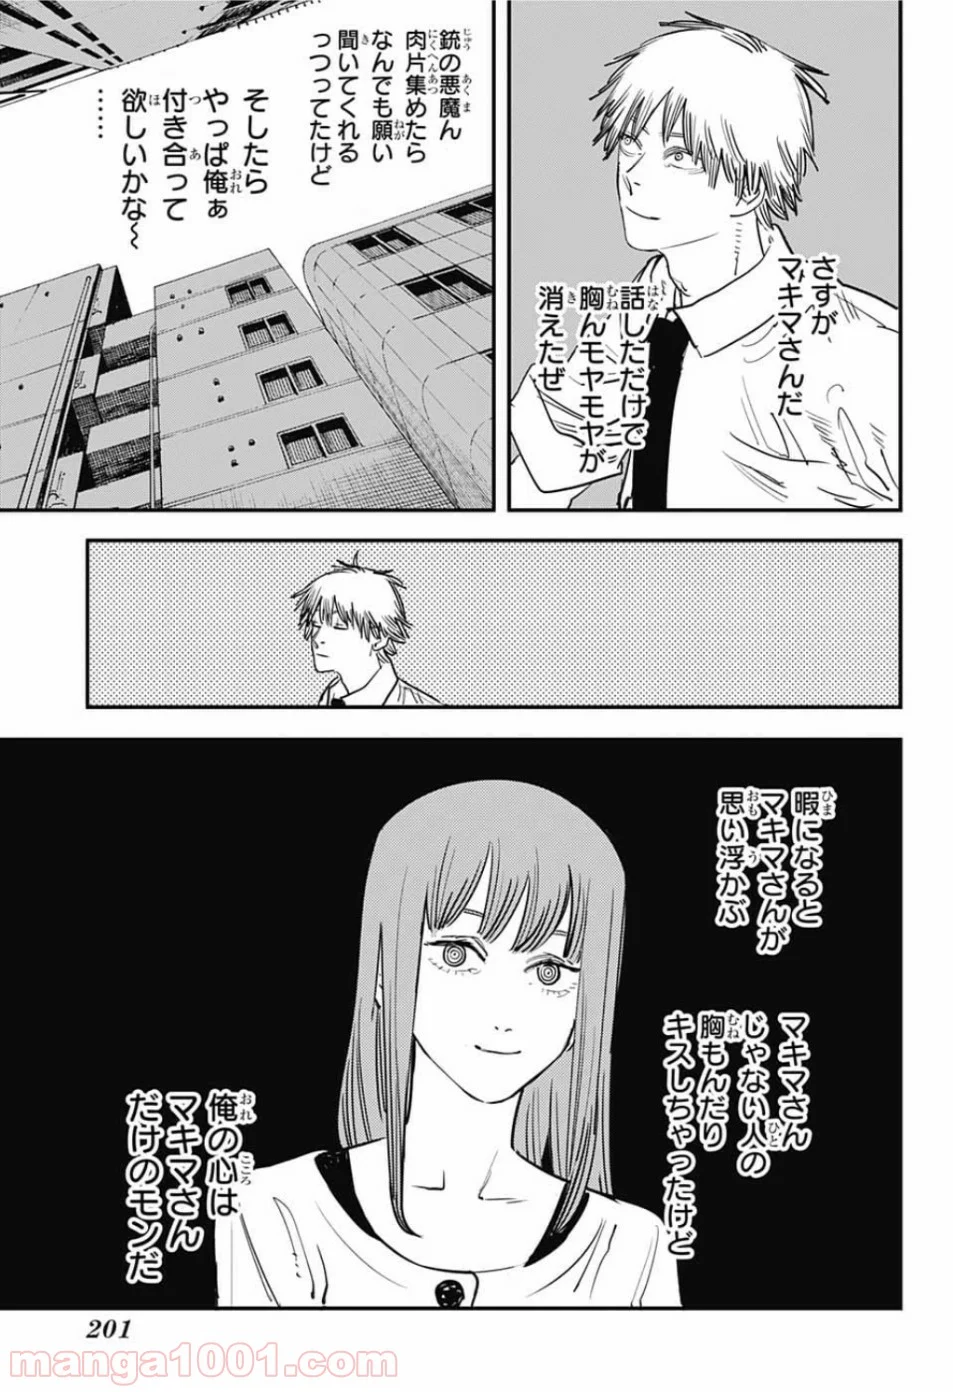 さすが
マキマさんだ
話しただけで
胸んモヤモヤが
消えたぜ
銃の悪魔ん
肉片集めたら
なんでも願い
聞いてくれる
っつってたけど
そしたら
やっぱ俺ぁ
付き合って
欲しいかな〜
……
暇になると
マキマさんが
思い浮かぶ
マキマさん
じゃない人の
胸もんだり
キスしちゃったけど
俺の心は
マキマさん
だけのモンだ
201
manga1001.com